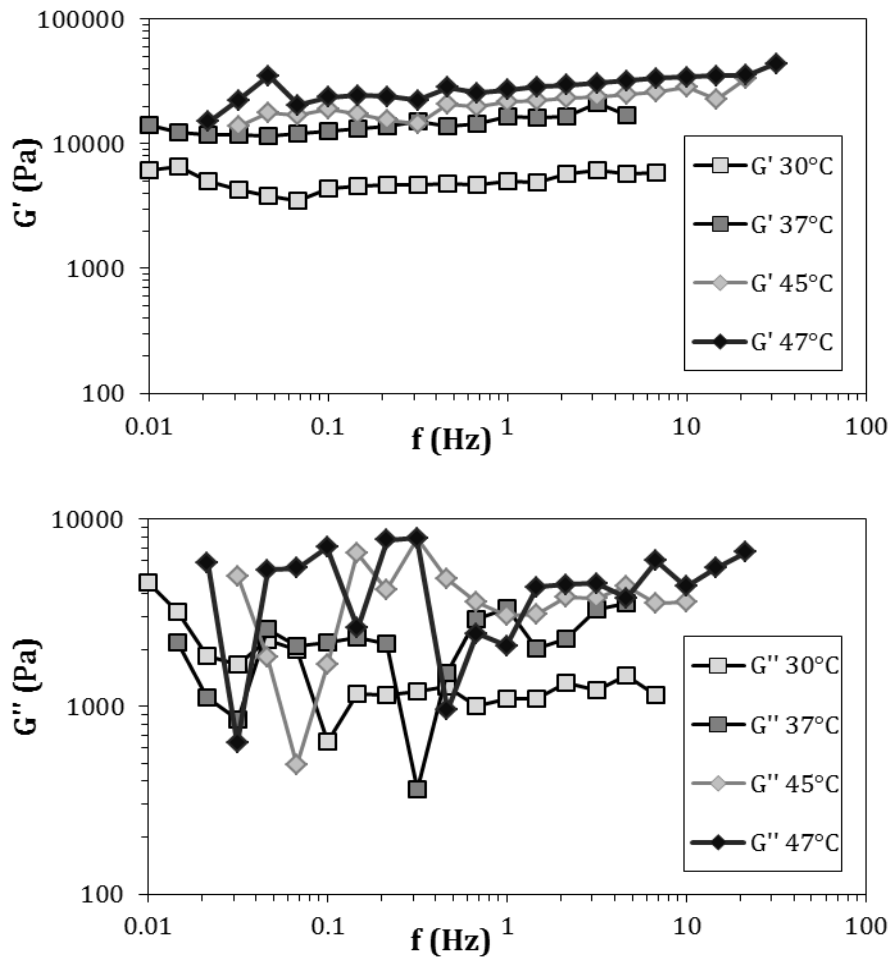 100000
10000
1000
100
G' (Pa)
0.01
0.1
1
10
100
f (Hz)
G' 30°C
G' 37°C
G' 45°C
G' 47°C
10000
1000
100
G'' (Pa)
0.01
0.1
1
10
100
f (Hz)
G'' 30°C
G'' 37°C
G'' 45°C
G'' 47°C